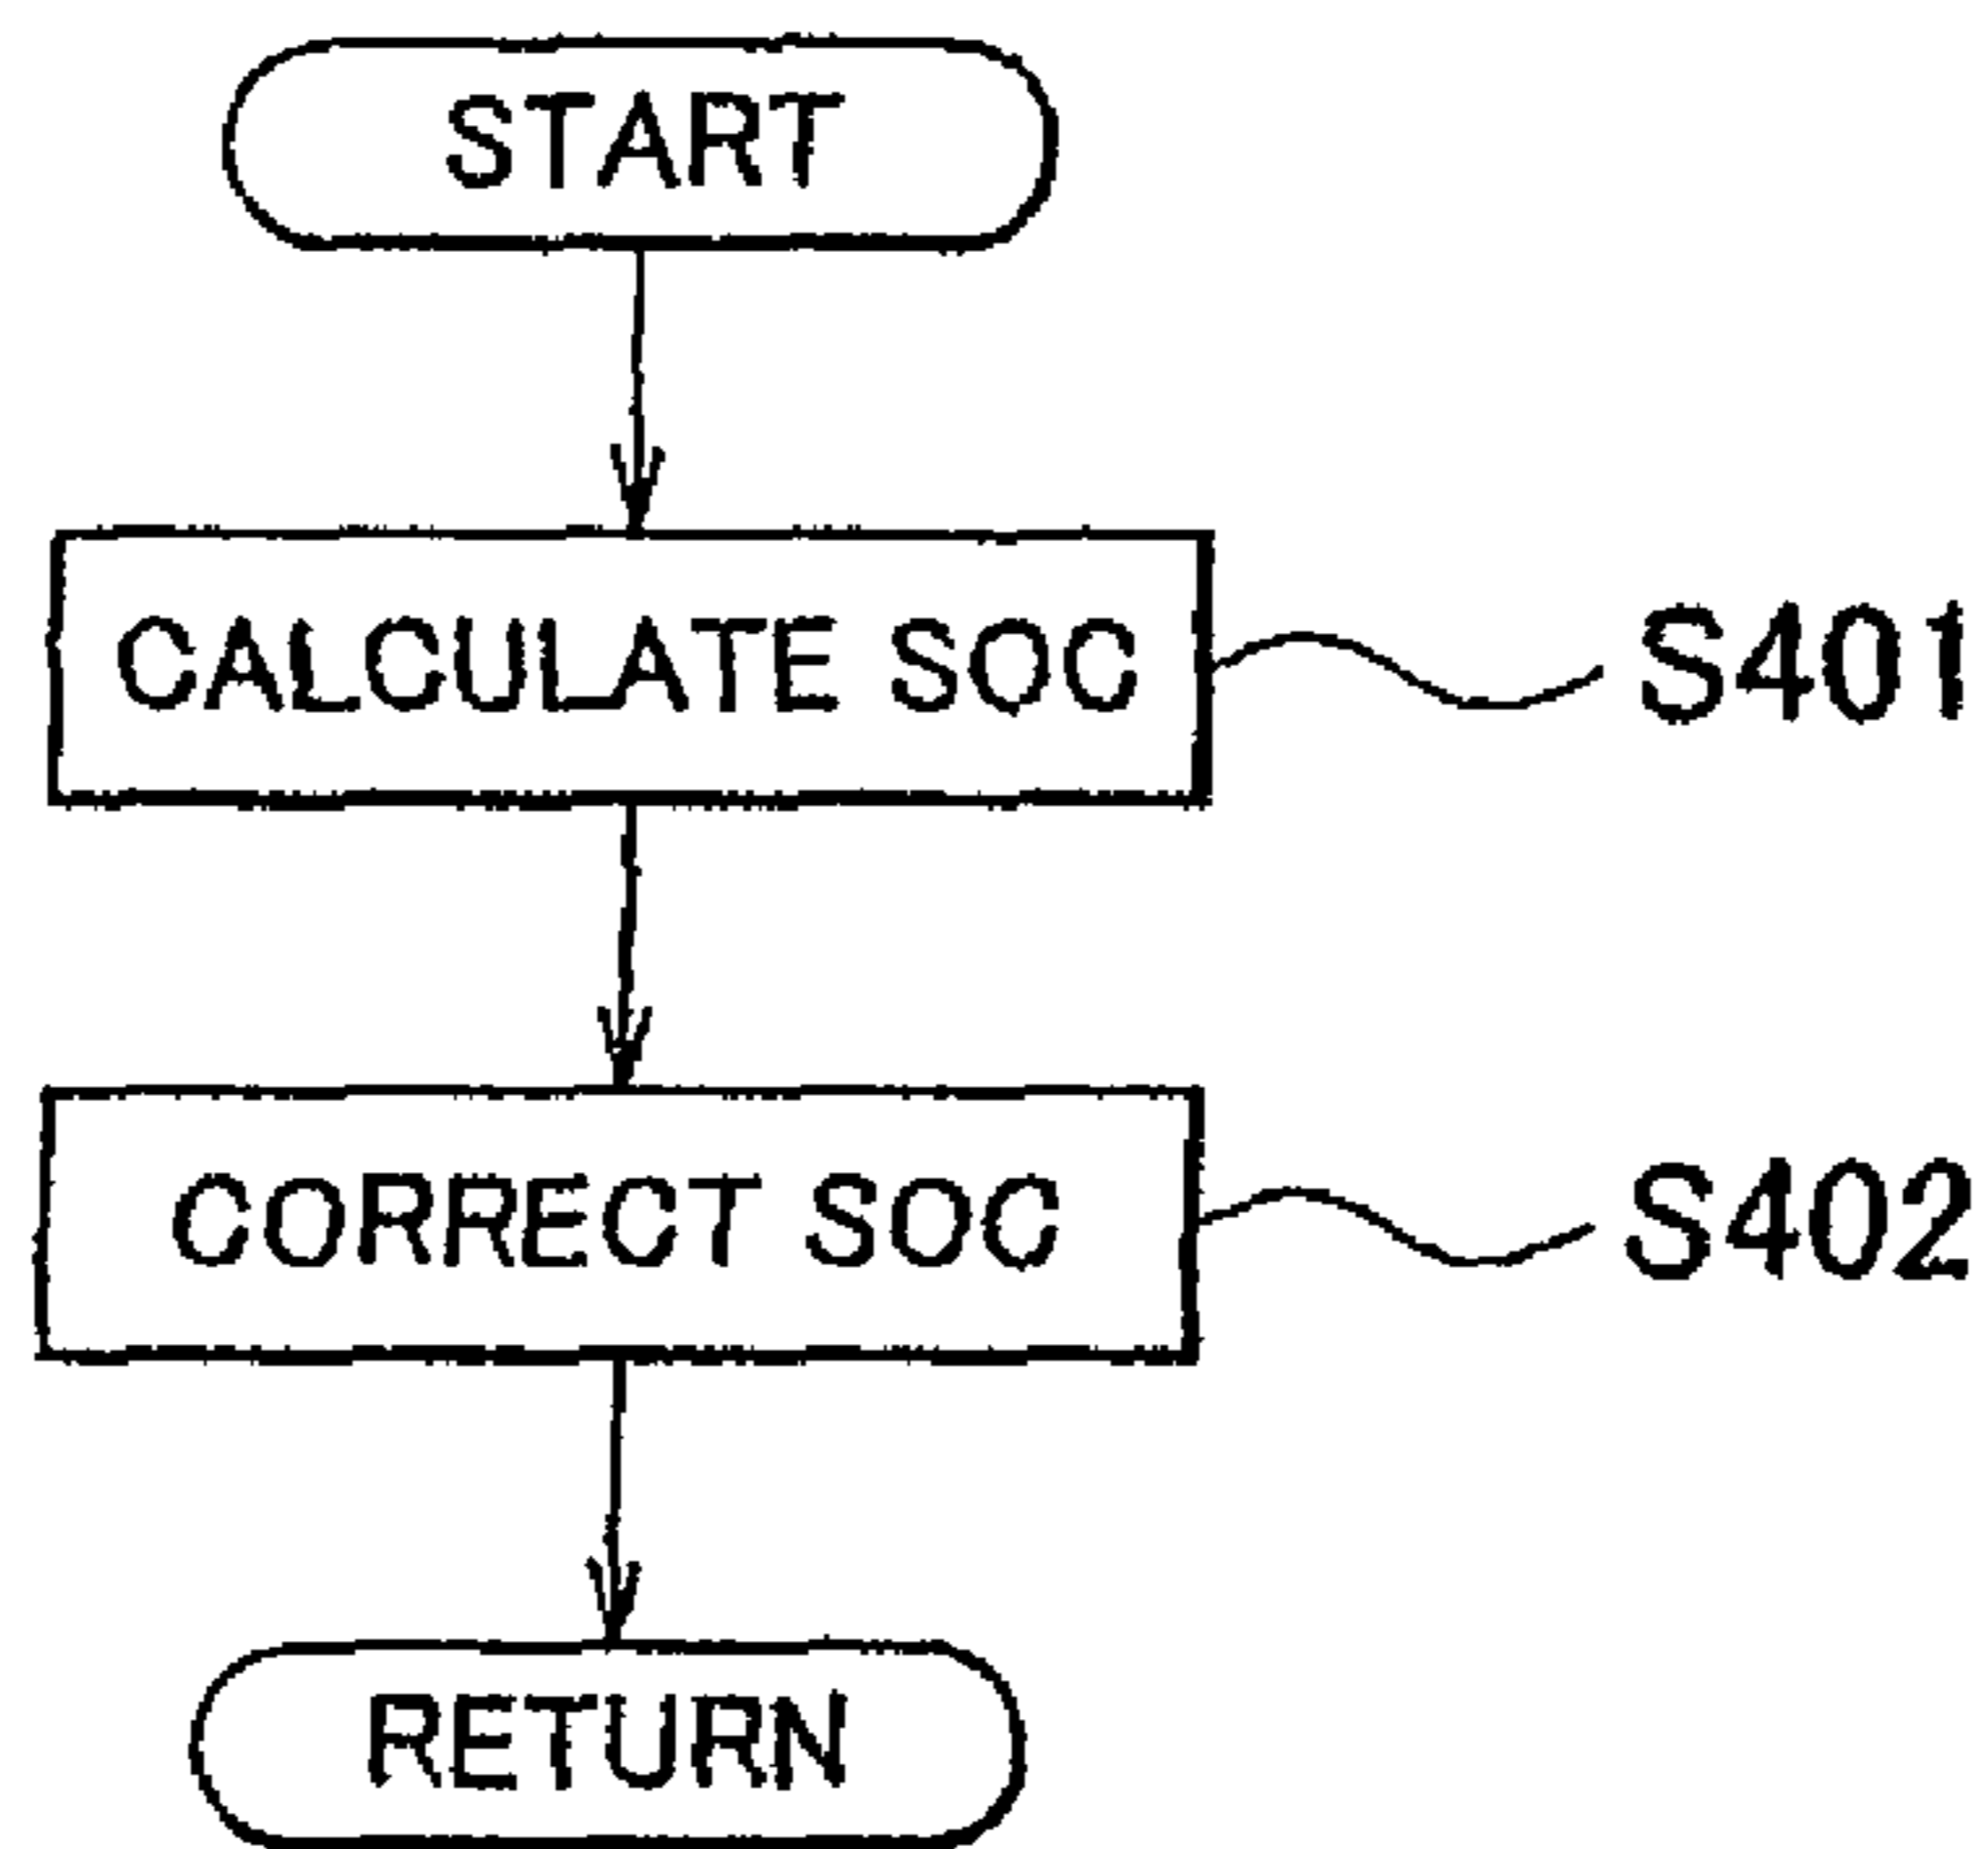 START
CALCULATE SOC
S401
CORRECT SOC
S402
RETURN